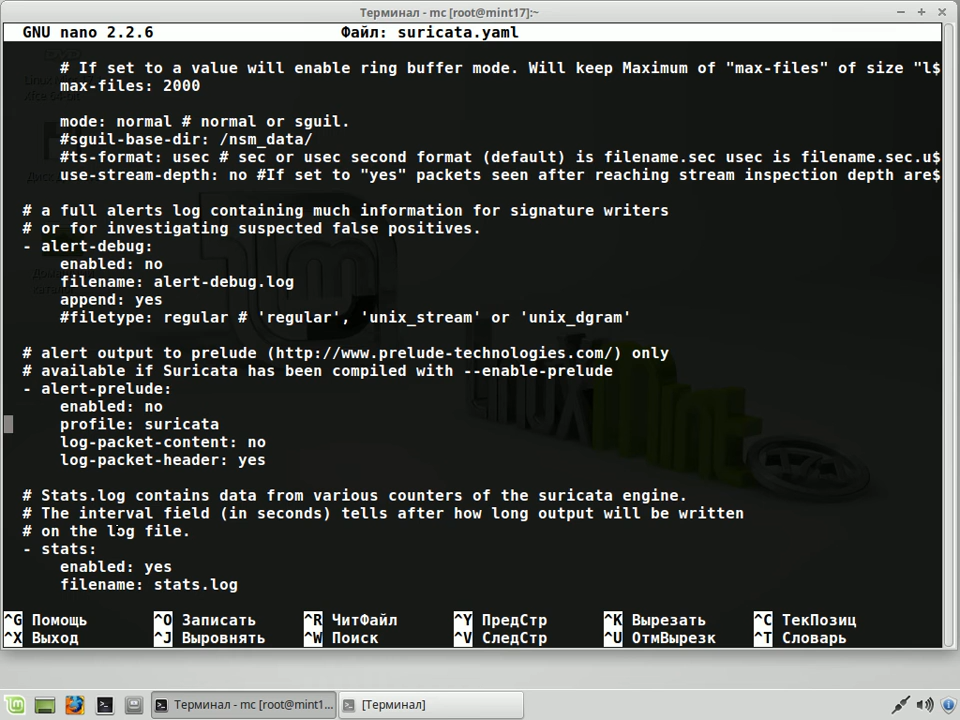 Терминал - mc [root@mint17]:~
GNU nano 2.2.6 Файл: suricata.yaml
# If set to a value will enable ring buffer mode. Will keep Maximum of "max-files" of size "l$
max-files: 2000
mode: normal # normal or sguil.
#sguil-base-dir: /nsm_data/
#ts-format: usec # sec or usec second format (default) is filename.sec usec is filename.sec.u$
use-stream-depth: no #If set to "yes" packets seen after reaching stream inspection depth are$
# a full alerts log containing much information for signature writers
# or for investigating suspected false positives.
- alert-debug:
enabled: no
filename: alert-debug.log
append: yes
#filetype: regular # 'regular', 'unix_stream' or 'unix_dgram'
# alert output to prelude (http://www.prelude-technologies.com/) only
# available if Suricata has been compiled with --enable-prelude
- alert-prelude:
enabled: no
profile: suricata
log-packet-content: no
log-packet-header: yes
# Stats.log contains data from various counters of the suricata engine.
# The interval field (in seconds) tells after how long output will be written
# on the log file.
- stats:
enabled: yes
filename: stats.log
^G Помощь ^O Записать ^R ЧитФайл ^Y ПредСтр ^K Вырезать ^C ТекПозиц
^X Выход ^J Выровнять ^W Поиск ^V СледСтр ^U ОтмВырезк ^T Словарь
Терминал - mc [root@mint1... [Терминал]